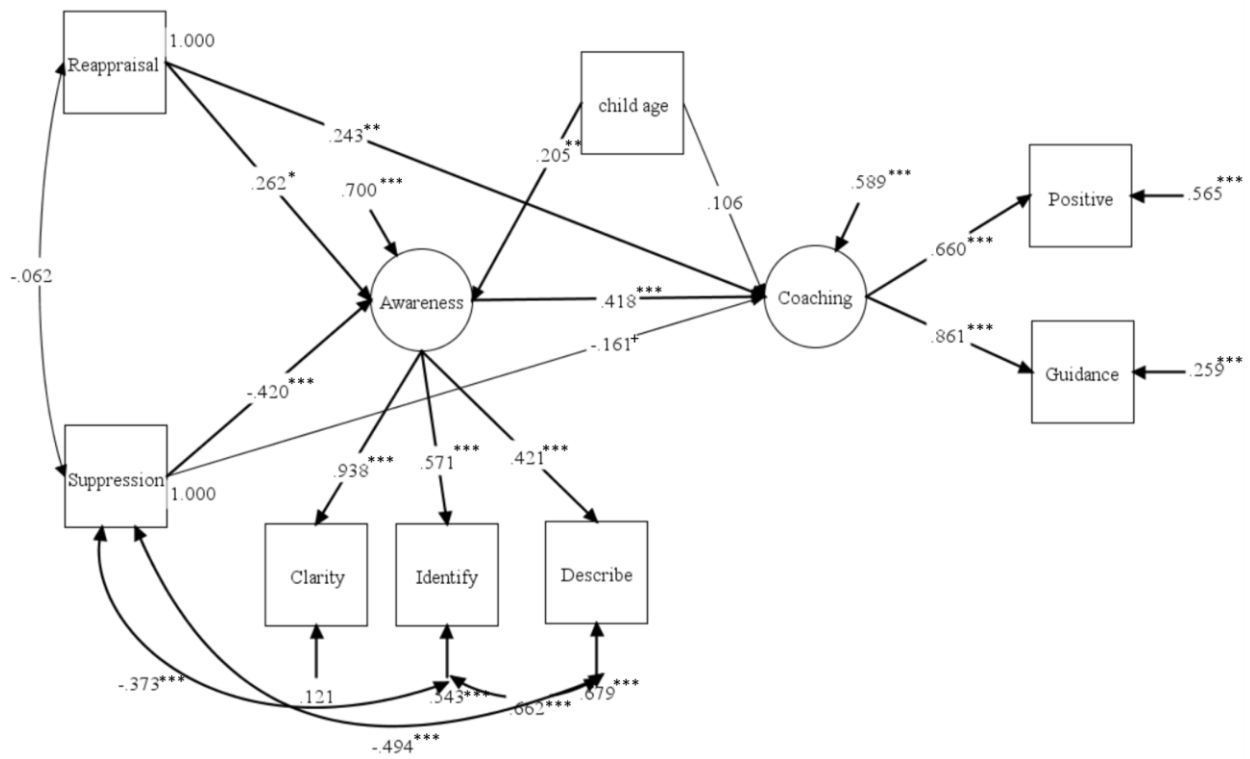 1.000
Reappraisal
child age
.243**
.205**
.262*
.700***
.589***
Positive
.565***
.106
.660***
-.062
Awareness
.418***
Coaching
.861***
-.161+
Guidance
.259***
-.420***
.938***
.571***
.421***
Suppression
1.000
Clarity
Identify
Describe
-.373***
.121
.543***
.679***
.662***
-.494***